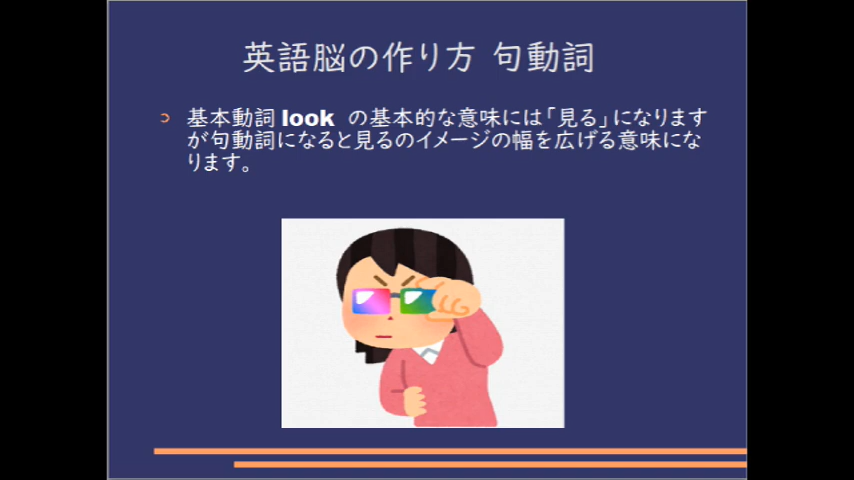 英語脳の作り方 句動詞
基本動詞 look の基本的な意味には「見る」になります
が句動詞になると見るのイメージの幅を広げる意味にな
ります。